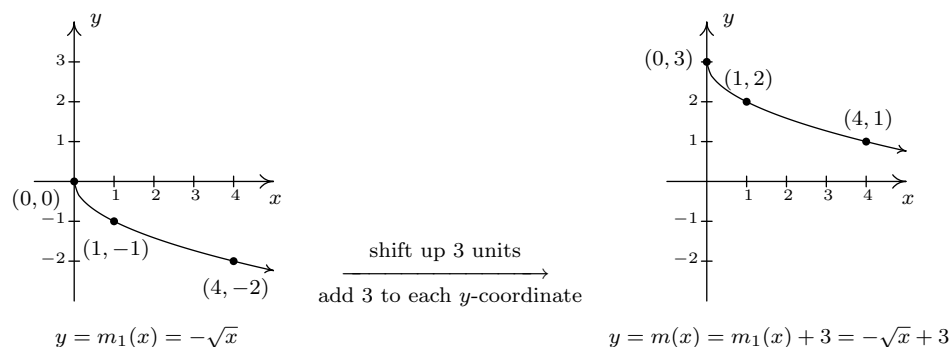 y
3
2
1
(0, 0)
1 2 3 4
x
−1
(1, −1)
−2
(4, −2)
y = m₁(x) = −√x
shift up 3 units
add 3 to each y-coordinate
y
(0, 3)
(1, 2)
2
(4, 1)
1
1 2 3 4
x
−1
−2
y = m(x) = m₁(x) + 3 = −√x + 3